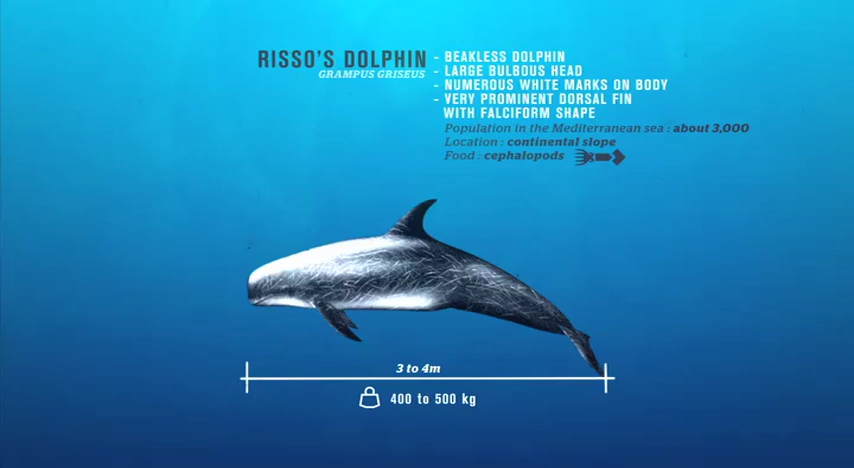 RISSO'S DOLPHIN
GRAMPUS GRISEUS
- BEAKLESS DOLPHIN
- LARGE BULBOUS HEAD
- NUMEROUS WHITE MARKS ON BODY
- VERY PROMINENT DORSAL FIN
WITH FALCIFORM SHAPE
Population in the Mediterranean sea : about 3,000
Location : continental slope
Food : cephalopods
3 to 4m
400 to 500 kg